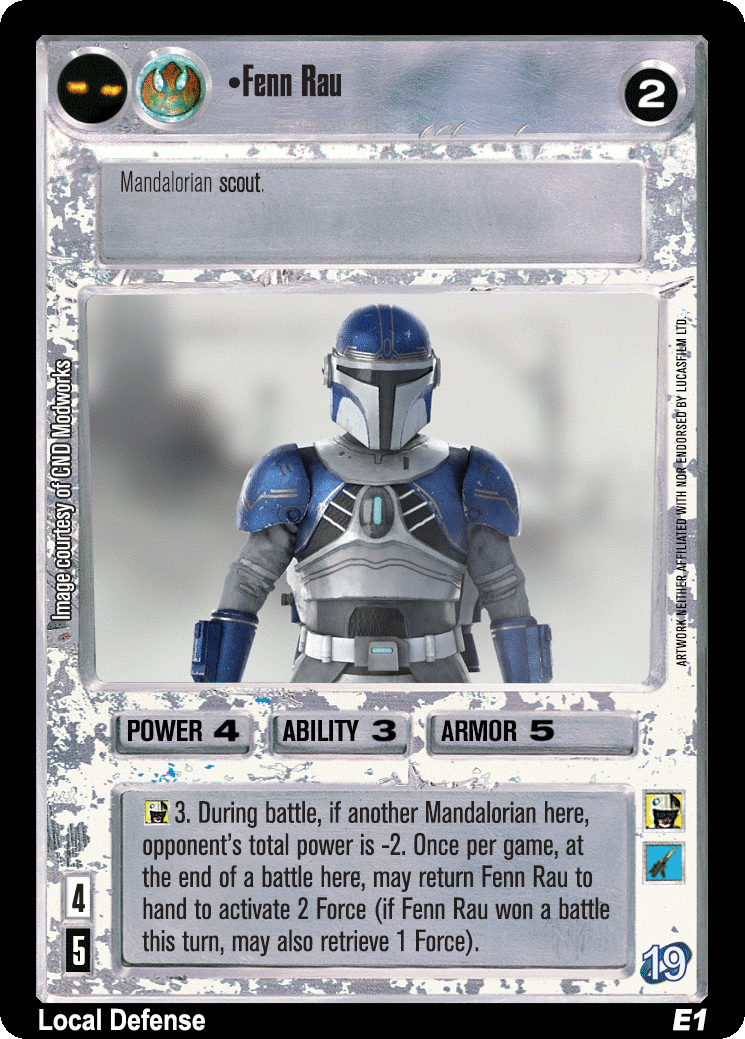 •Fenn Rau
2
Mandalorian scout.
Image courtesy of CND Modworks
ARTWORK NEITHER AFFILIATED WITH NOR ENDORSED BY LUCASFILM LTD.
POWER 4
ABILITY 3
ARMOR 5
3. During battle, if another Mandalorian here,
opponent's total power is -2. Once per game, at
the end of a battle here, may return Fenn Rau to
hand to activate 2 Force (if Fenn Rau won a battle
this turn, may also retrieve 1 Force).
4
5
19
Local Defense
E1